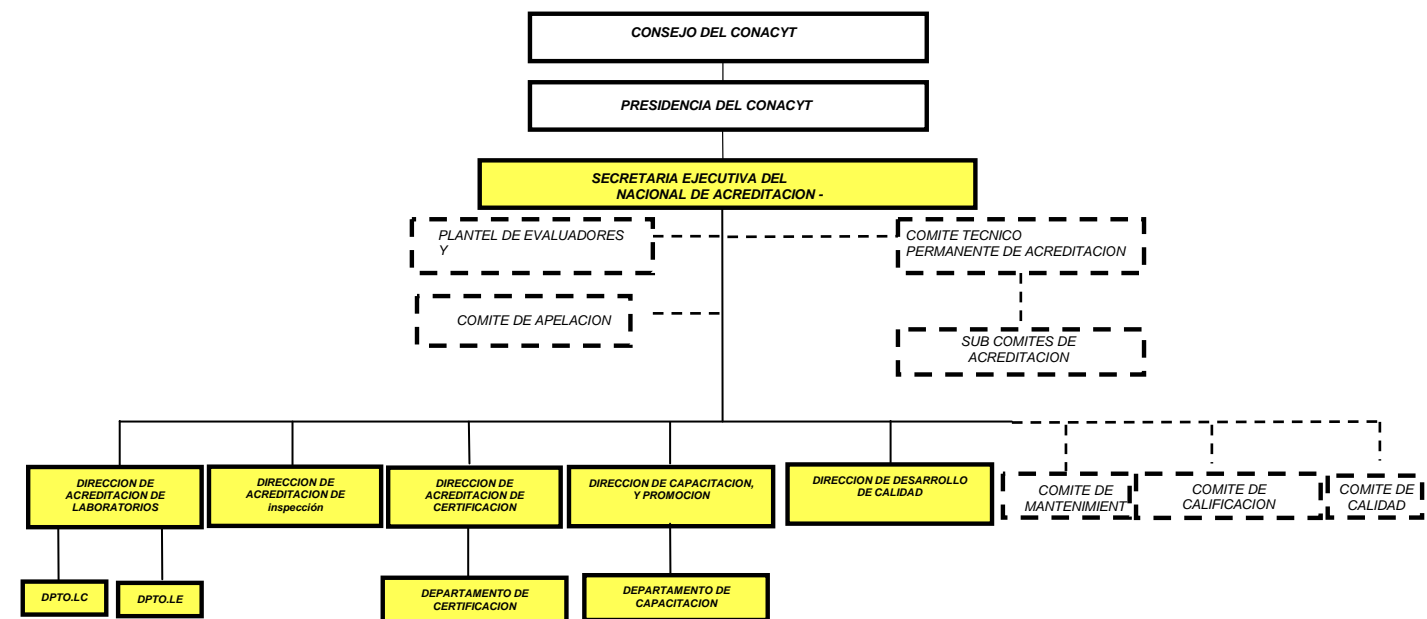 CONSEJO DEL CONACYT
PRESIDENCIA DEL CONACYT
SECRETARIA EJECUTIVA DEL
NACIONAL DE ACREDITACION -
PLANTEL DE EVALUADORES
Y
COMITE TECNICO
PERMANENTE DE ACREDITACION
COMITE DE APELACION
SUB COMITES DE
ACREDITACION
DIRECCION DE
ACREDITACION DE
LABORATORIOS
DIRECCION DE
ACREDITACION DE
inspección
DIRECCION DE
ACREDITACION DE
CERTIFICACION
DIRECCION DE CAPACITACION,
Y PROMOCION
DIRECCION DE DESARROLLO
DE CALIDAD
COMITE DE
MANTENIMIENT
COMITE DE
CALIFICACION
COMITE DE
CALIDAD
DPTO.LC
DPTO.LE
DEPARTAMENTO DE
CERTIFICACION
DEPARTAMENTO DE
CAPACITACION